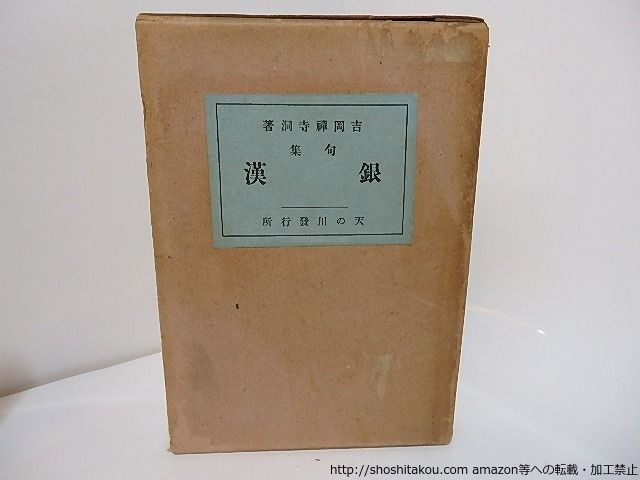 吉岡禪寺洞著
句集
銀漢
天の川發行所
http://shoshitakou.com amazon等への転載・加工禁止